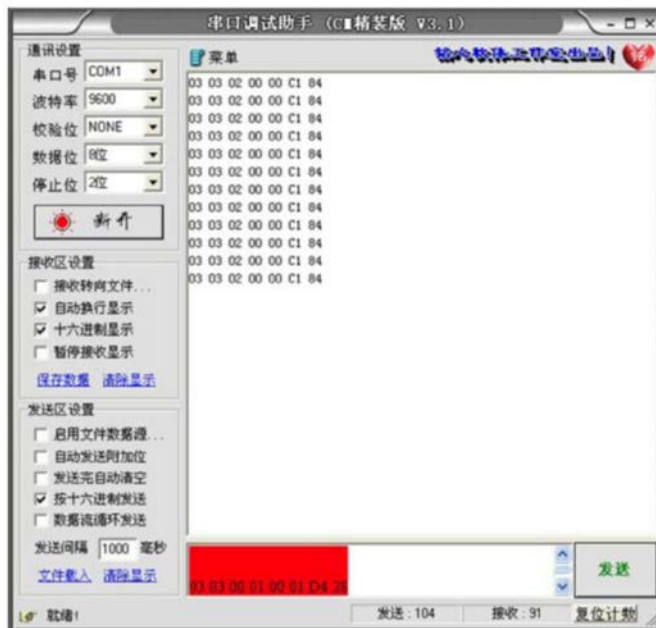 串口调试助手 (CM精装版 V3.1)
通讯设置
串口号 COM1
波特率 9600
校验位 NONE
数据位 8位
停止位 2位
断开
接收区设置
接收转向文件...
自动换行显示
十六进制显示
暂停接收显示
保存数据 清除显示
发送区设置
启用文件数据源...
自动发送附加位
发送完自动清空
按十六进制发送
数据流循环发送
发送间隔 1000 毫秒
文件载入 清除显示
菜单
03 03 02 00 00 C1 84
03 03 02 00 00 C1 84
03 03 02 00 00 C1 84
03 03 02 00 00 C1 84
03 03 02 00 00 C1 84
03 03 02 00 00 C1 84
03 03 02 00 00 C1 84
03 03 02 00 00 C1 84
03 03 02 00 00 C1 84
03 03 02 00 00 C1 84
03 03 02 00 00 C1 84
03 03 02 00 00 C1 84
03 03 00 01 00 01 D4 28
发送
就绪!
发送:104
接收:91
复位计数